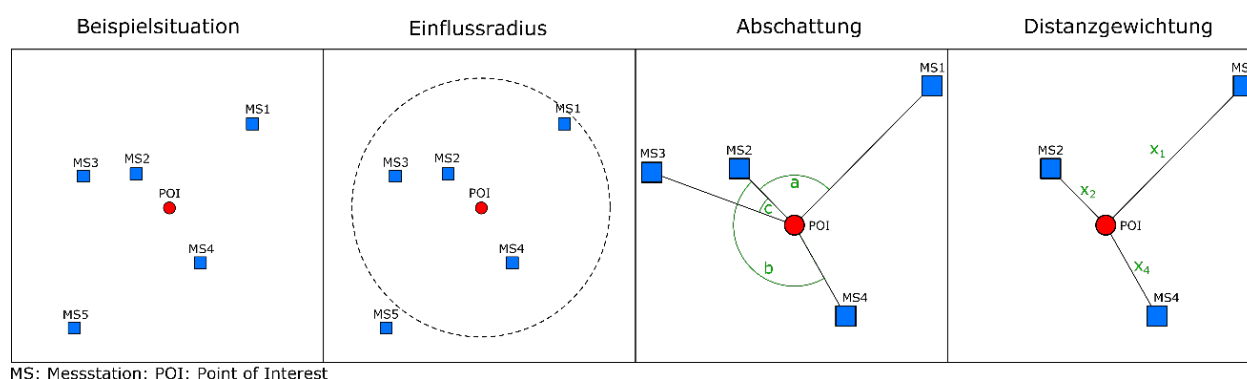 Beispielsituation
Einflussradius
Abschattung
Distanzgewichtung
MS1
MS3
MS2
POI
MS4
MS5
MS1
MS3
MS2
POI
MS4
MS5
MS1
MS3
MS2
a
c
POI
b
MS4
MS
MS2
x₁
x₂
POI
x₄
MS4
MS: Messstation; POI: Point of Interest